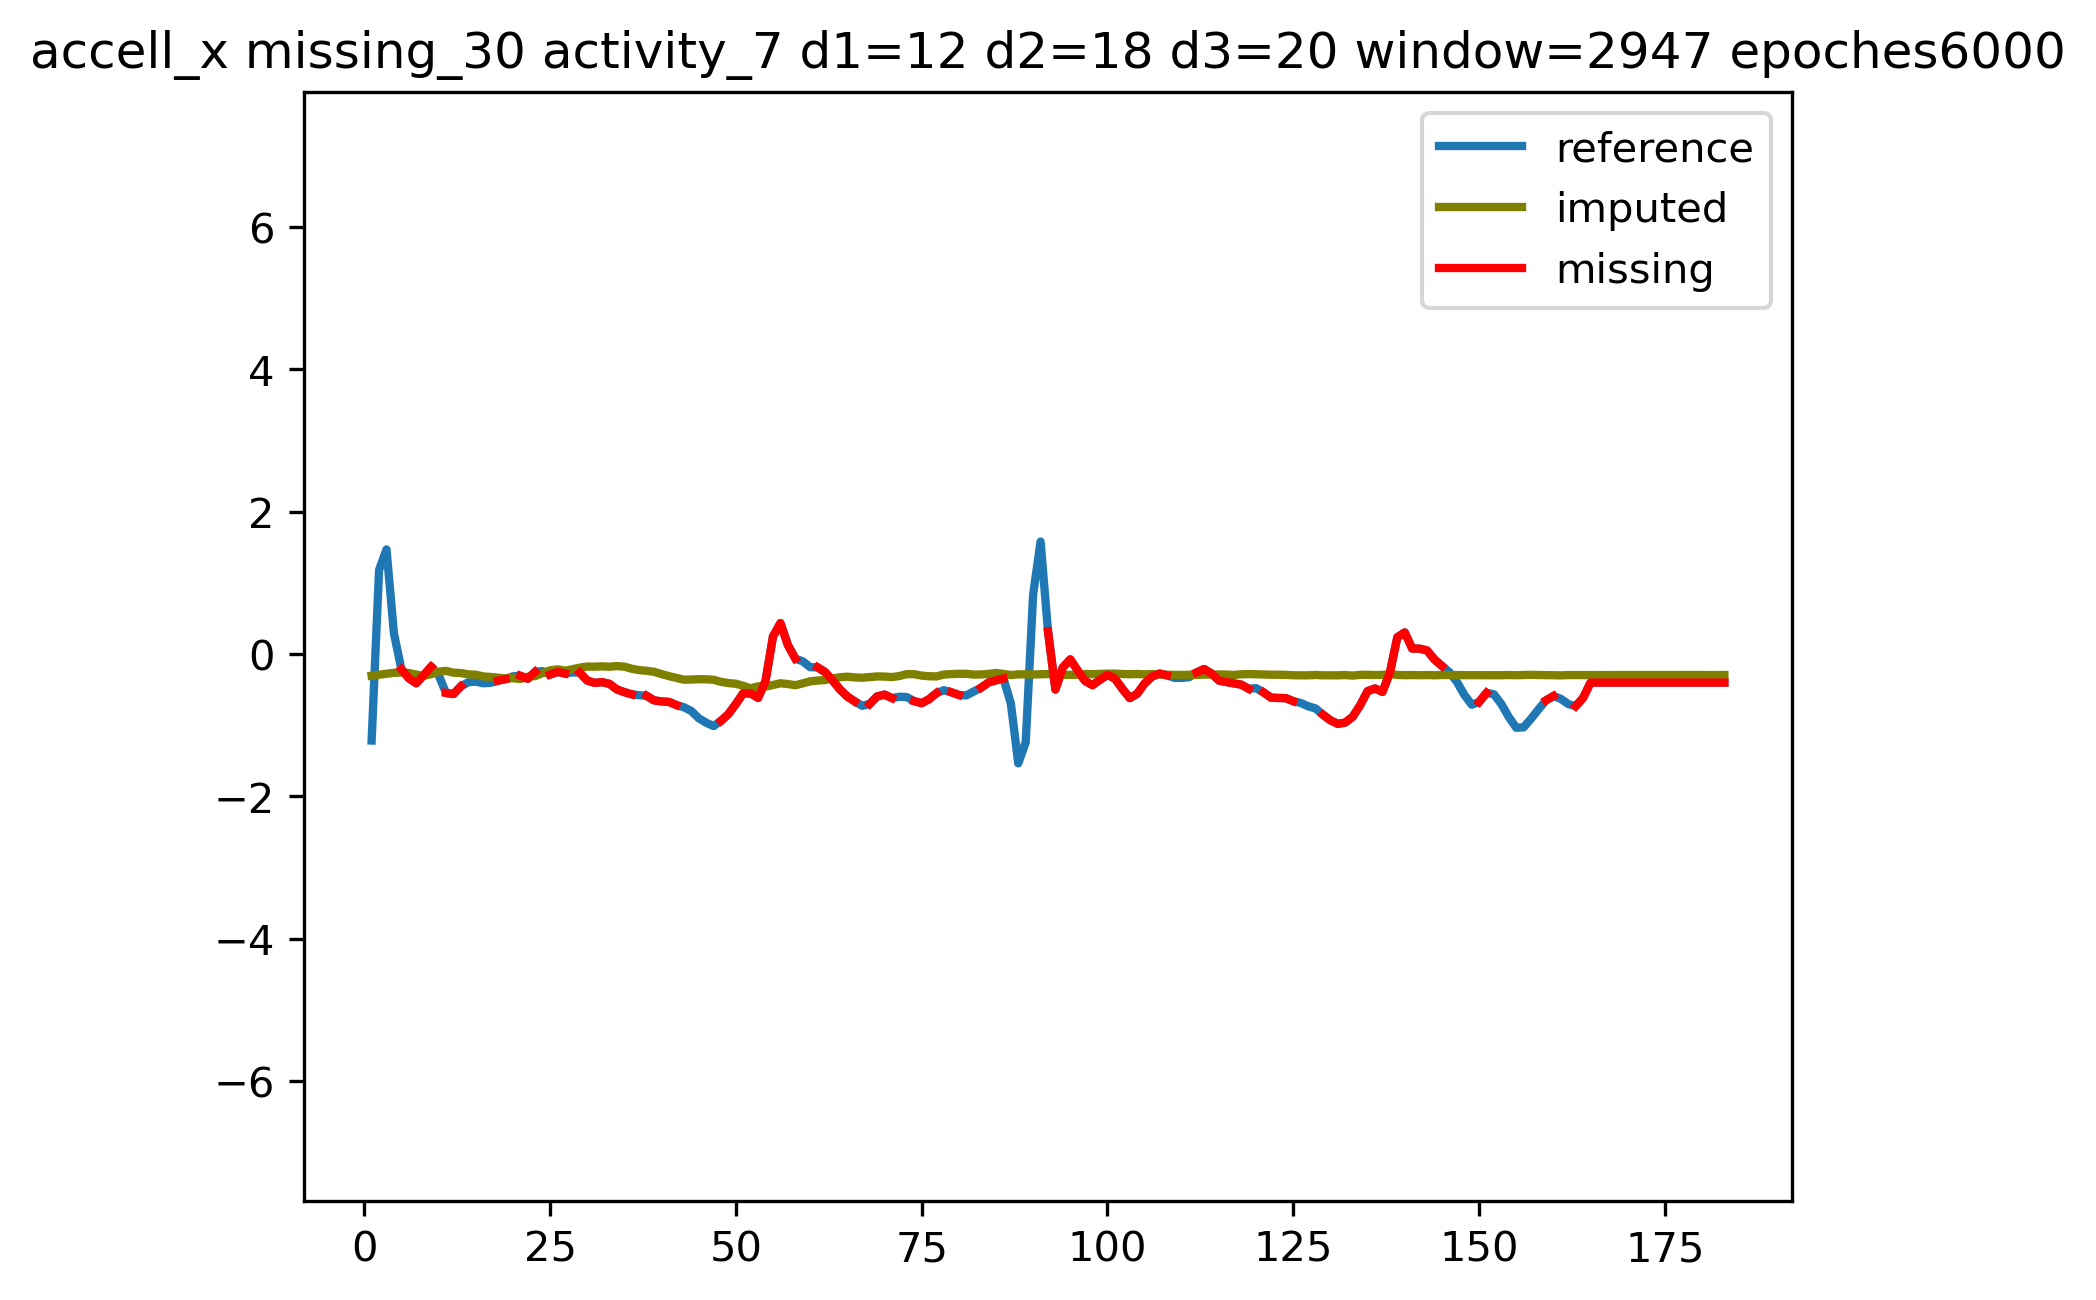 accell_x missing_30 activity_7 d1=12 d2=18 d3=20 window=2947 epoches6000
reference
imputed
missing
6
4
2
0
−2
−4
−6
0 25 50 75 100 125 150 175